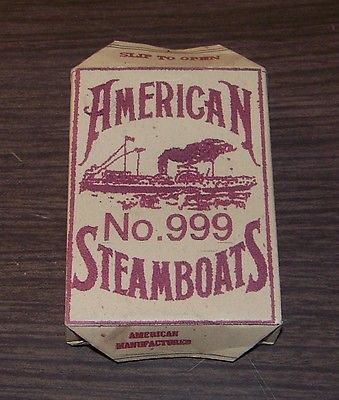 SLIP TO OPEN
AMERICAN
No.999
STEAMBOATS
AMERICAN
MANUFACTURED